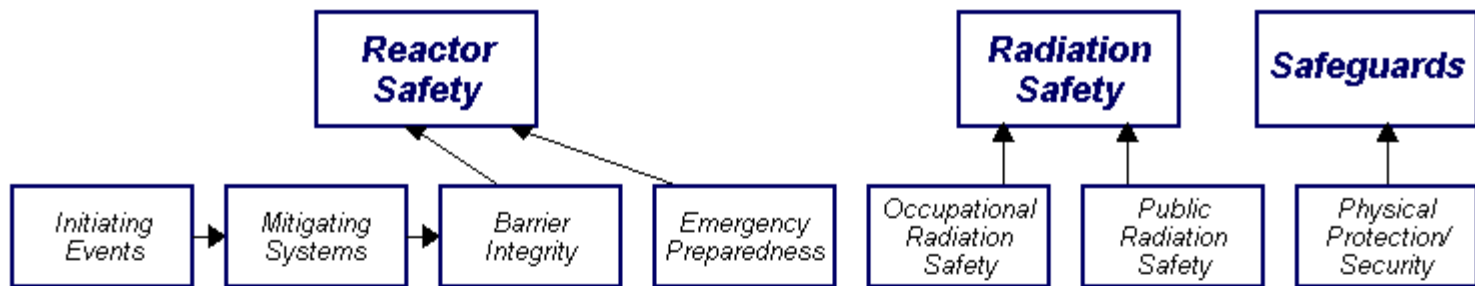 Reactor
Safety
Radiation
Safety
Safeguards
Initiating
Events
Mitigating
Systems
Barrier
Integrity
Emergency
Preparedness
Occupational
Radiation
Safety
Public
Radiation
Safety
Physical
Protection/
Security